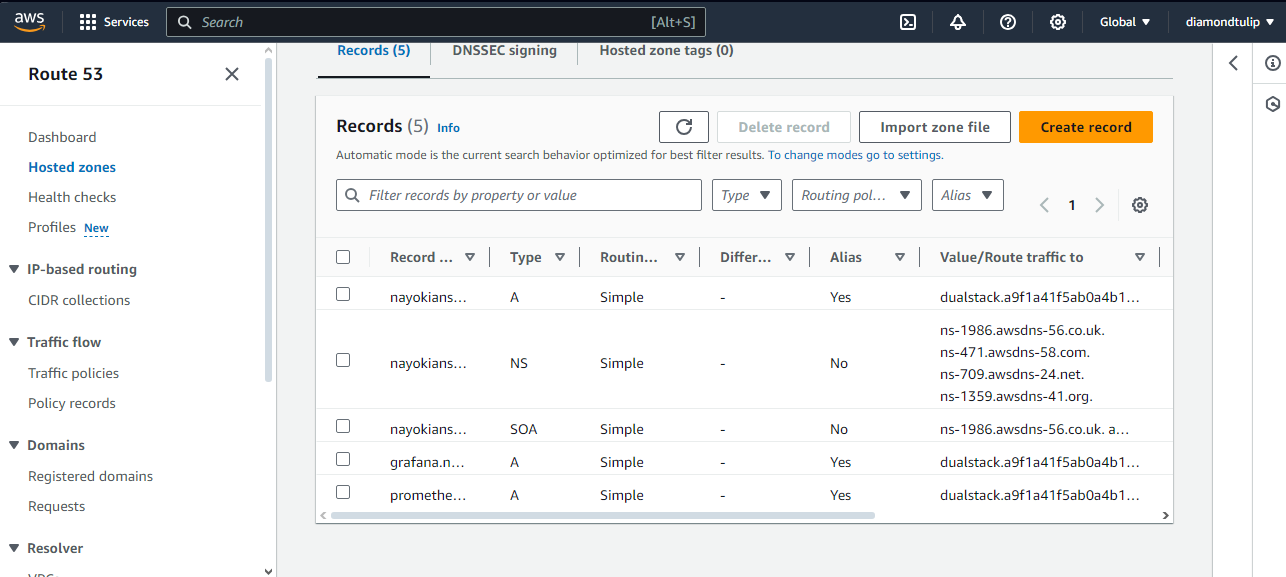 aws Services Search [Alt+S] Global diamondtulip
Route 53
Dashboard
Hosted zones
Health checks
Profiles New
IP-based routing
CIDR collections
Traffic flow
Traffic policies
Policy records
Domains
Registered domains
Requests
Resolver
Records (5) DNSSEC signing Hosted zone tags (0)
Records (5) Info Delete record Import zone file Create record
Automatic mode is the current search behavior optimized for best filter results. To change modes go to settings.
Filter records by property or value Type Routing pol... Alias 1
Record ... Type Routin... Differ... Alias Value/Route traffic to
nayokians... A Simple - Yes dualstack.a9f1a41f5ab0a4b1...
nayokians... NS Simple - No ns-1986.awsdns-56.co.uk.
ns-471.awsdns-58.com.
ns-709.awsdns-24.net.
ns-1359.awsdns-41.org.
nayokians... SOA Simple - No ns-1986.awsdns-56.co.uk. a...
grafana.n... A Simple - Yes dualstack.a9f1a41f5ab0a4b1...
promethe... A Simple - Yes dualstack.a9f1a41f5ab0a4b1...